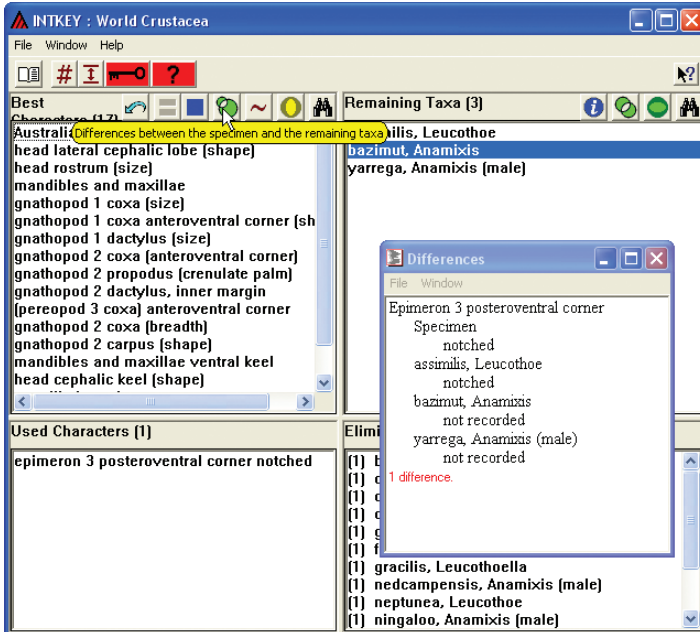 INTKEY : World Crustacea
File Window Help
# ?
Best
Characters (17)
Remaining Taxa (3)
Differences between the specimen and the remaining taxa
Australia
head lateral cephalic lobe (shape)
head rostrum (size)
mandibles and maxillae
gnathopod 1 coxa (size)
gnathopod 1 coxa anteroventral corner (sh
gnathopod 1 dactylus (size)
gnathopod 2 coxa (anteroventral corner)
gnathopod 2 propodus (crenulate palm)
gnathopod 2 dactylus, inner margin
(pereopod 3 coxa) anteroventral corner
gnathopod 2 coxa (breadth)
gnathopod 2 carpus (shape)
mandibles and maxillae ventral keel
head cephalic keel (shape)
milis, Leucothoe
bazimut, Anamixis
yarrega, Anamixis (male)
Differences
File Window
Epimeron 3 posteroventral corner
Specimen
notched
assimilis, Leucothoe
notched
bazimut, Anamixis
not recorded
yarrega, Anamixis (male)
not recorded
1 difference.
Used Characters (1)
epimeron 3 posteroventral corner notched
Elimi
(1) b
(1) c
(1) c
(1) c
(1) g
(1) f
(1) gracilis, Leucothoella
(1) nedcampensis, Anamixis (male)
(1) neptunea, Leucothoe
(1) ningaloo, Anamixis (male)